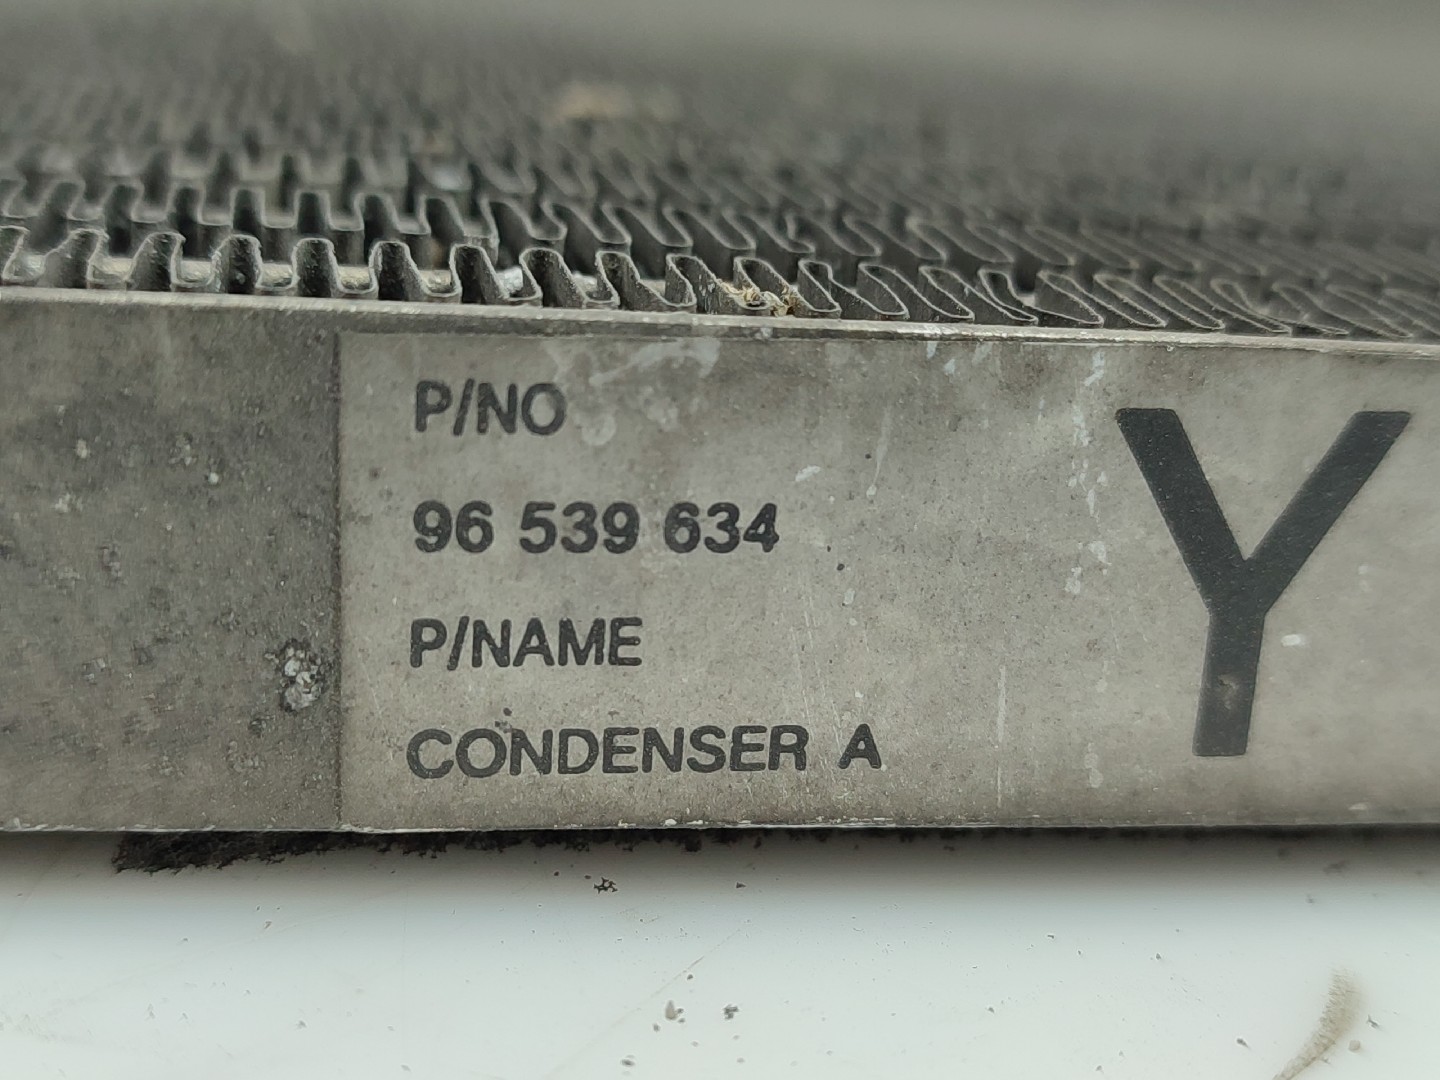 P/NO
96 539 634
P/NAME
CONDENSER A
Y